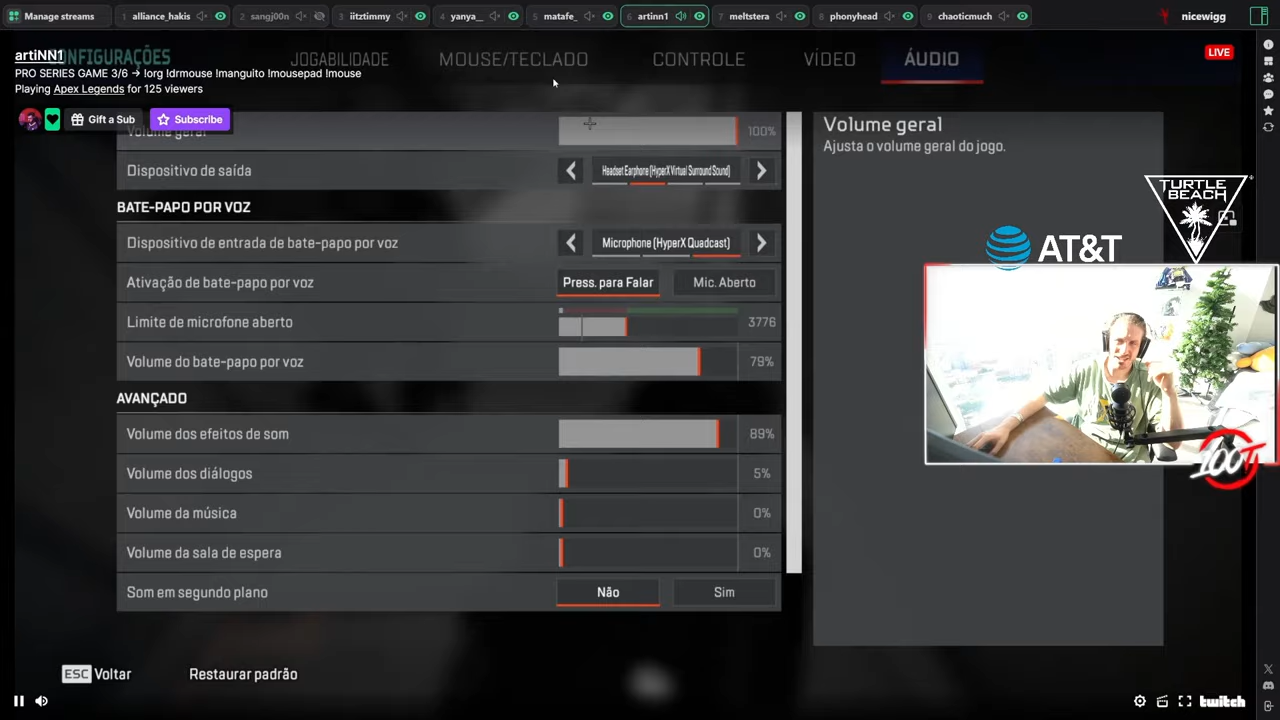 Manage streams
1 alliance_hakis
2 sangj00n
3 iitztimmy
4 yanya__
5 matafe_
6 artinn1
7 meltstera
8 phonyhead
9 chaoticmuch
nicewigg
artiNN1
CONFIGURAÇÕES
JOGABILIDADE
MOUSE/TECLADO
CONTROLE
VÍDEO
ÁUDIO
LIVE
PRO SERIES GAME 3/6 → !org !drmouse !manguito !mousepad !mouse
Playing Apex Legends for 125 viewers
Gift a Sub
Subscribe
Volume geral
100%
Volume geral
Ajusta o volume geral do jogo.
Dispositivo de saída
Headset Earphone (HyperX Virtual Surround Sound)
BATE-PAPO POR VOZ
Dispositivo de entrada de bate-papo por voz
Microphone (HyperX Quadcast)
Ativação de bate-papo por voz
Press. para Falar
Mic. Aberto
Limite de microfone aberto
3776
Volume do bate-papo por voz
79%
AVANÇADO
Volume dos efeitos de som
89%
Volume dos diálogos
5%
Volume da música
0%
Volume da sala de espera
0%
Som em segundo plano
Não
Sim
TURTLE
BEACH
AT&T
100T
ESC Voltar
Restaurar padrão
twitch